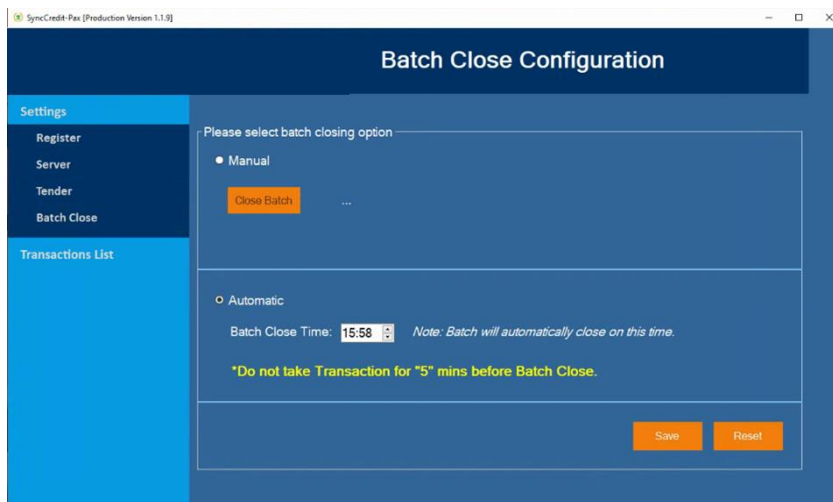 SyncCredit-Pax [Production Version 1.1.9]
Batch Close Configuration
Settings
Register
Server
Tender
Batch Close
Transactions List
Please select batch closing option
Manual
Close Batch ...
Automatic
Batch Close Time: 15:58 Note: Batch will automatically close on this time.
*Do not take Transaction for "5" mins before Batch Close.
Save Reset